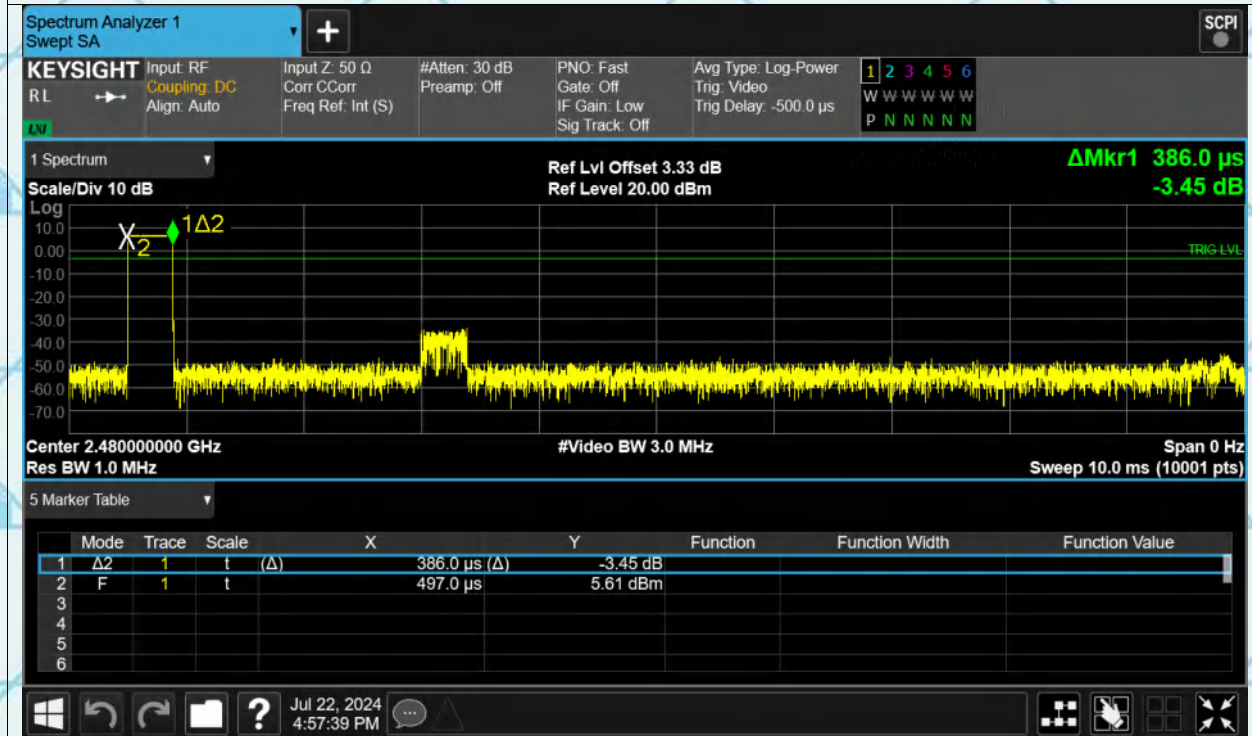 Spectrum Analyzer 1
Swept SA
+
SCPI
KEYSIGHT
RL
LXI
Input: RF
Coupling: DC
Align: Auto
Input Z: 50 Ω
Corr CCorr
Freq Ref: Int (S)
#Atten: 30 dB
Preamp: Off
PNO: Fast
Gate: Off
IF Gain: Low
Sig Track: Off
Avg Type: Log-Power
Trig: Video
Trig Delay: -500.0 µs
1 2 3 4 5 6
W W W W W W
P N N N N N
1 Spectrum
Scale/Div 10 dB
Ref Lvl Offset 3.33 dB
Ref Level 20.00 dBm
ΔMkr1 386.0 µs
-3.45 dB
Log
10.0
0.00
-10.0
-20.0
-30.0
-40.0
-50.0
-60.0
-70.0
2
1Δ2
TRIG LVL
Center 2.480000000 GHz
#Video BW 3.0 MHz
Span 0 Hz
Res BW 1.0 MHz
Sweep 10.0 ms (10001 pts)
5 Marker Table
Mode Trace Scale X Y Function Function Width Function Value
1 Δ2 1 t (Δ) 386.0 µs (Δ) -3.45 dB
2 F 1 t 497.0 µs 5.61 dBm
3
4
5
6
?
Jul 22, 2024
4:57:39 PM